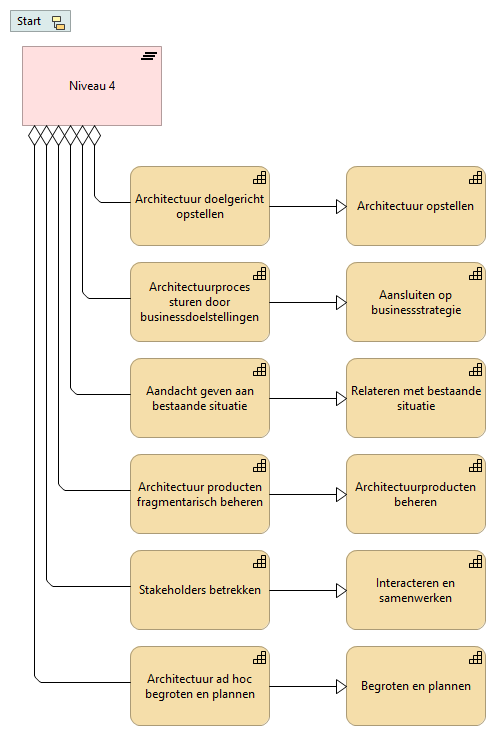 Start
Niveau 4
Architectuur doelgericht
opstellen
Architectuur opstellen
Architectuurproces
sturen door
businessdoelstellingen
Aansluiten op
businessstrategie
Aandacht geven aan
bestaande situatie
Relateren met bestaande
situatie
Architectuur producten
fragmentarisch beheren
Architectuurproducten
beheren
Stakeholders betrekken
Interacteren en
samenwerken
Architectuur ad hoc
begroten en plannen
Begroten en plannen